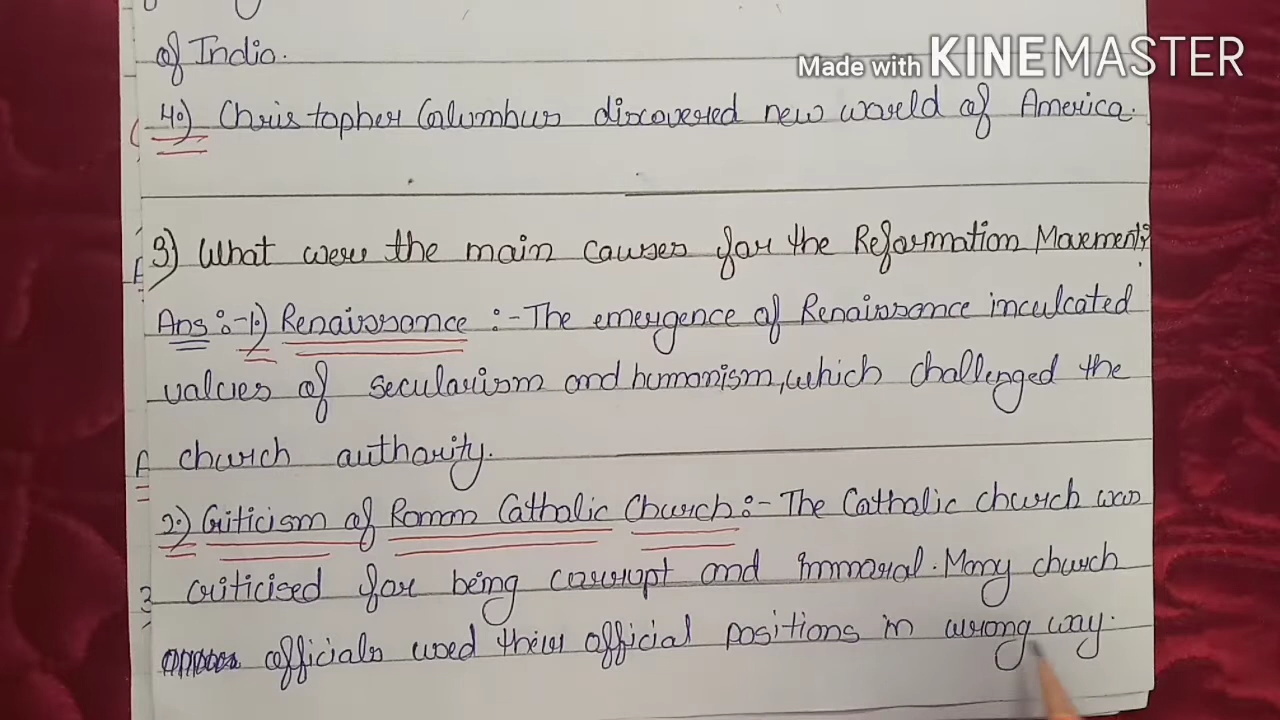 of India.
Made with KINEMASTER
4.) Christopher Columbus discovered new world of America.
3) What were the main causes for the Reformation Movement?
Ans:-1.) Renaissance :- The emergence of Renaissance inculcated
values of secularism and humanism, which challenged the
church authority.
2.) Criticism of Roman Catholic Church:- The Catholic church was
criticised for being corrupt and immoral. Many church
officials used their official positions in wrong way.